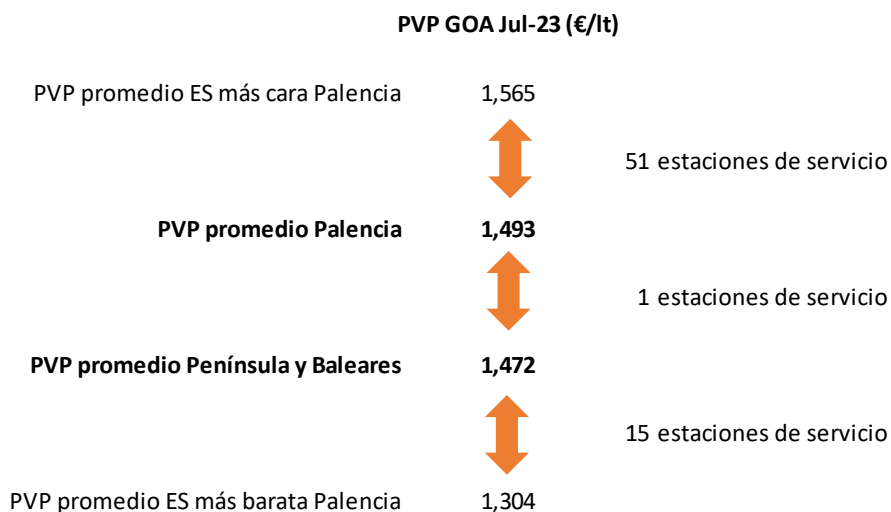 PVP GOA Jul-23 (€/lt)
PVP promedio ES más cara Palencia 1,565
51 estaciones de servicio
PVP promedio Palencia 1,493
1 estaciones de servicio
PVP promedio Península y Baleares 1,472
15 estaciones de servicio
PVP promedio ES más barata Palencia 1,304